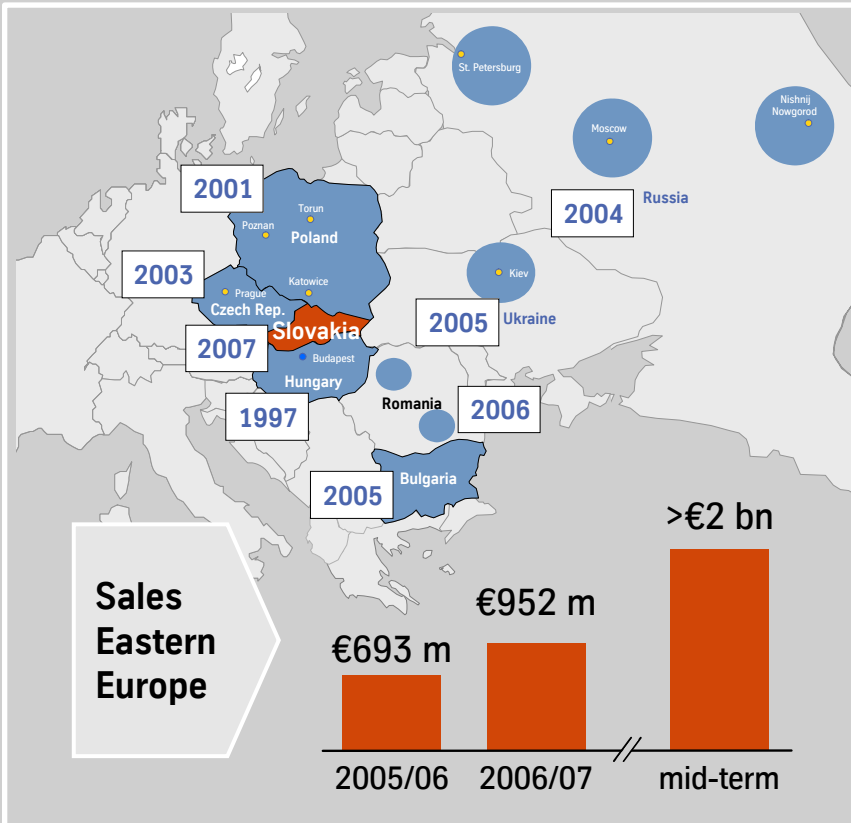 St. Petersburg
Nishnij
Nowgorod
Moscow
2001
Russia
2004
Torun
Poznan
Poland
2003
Kiev
Katowice
Prague
Czech Rep.
2005
Ukraine
Slovakia
2007
Budapest
Hungary
Romania
1997
2006
Bulgaria
2005
>€2 bn
Sales
Eastern
Europe
€952 m
€693 m
2005/06
2006/07
mid-term